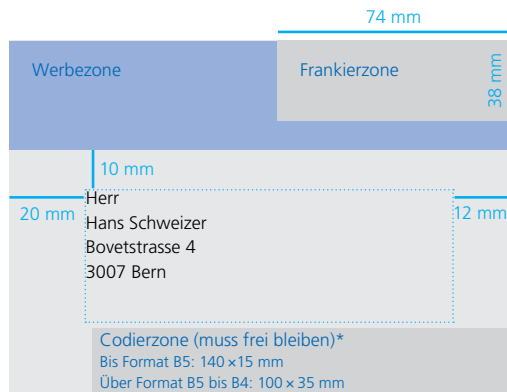 74 mm
Werbezone
Frankierzone
38 mm
10 mm
20 mm
Herr
Hans Schweizer
Bovetstrasse 4
3007 Bern
12 mm
Codierzone (muss frei bleiben)*
Bis Format B5: 140 × 15 mm
Über Format B5 bis B4: 100 × 35 mm